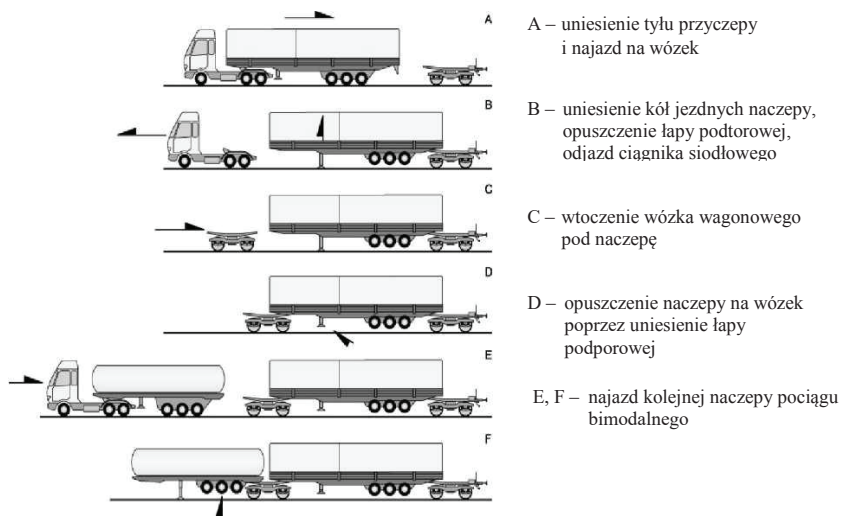 A
A – uniesienie tyłu przyczepy
i najazd na wózek
B
B – uniesienie kół jezdnych naczepy,
opuszczenie łapy podtorowej,
odjazd ciągnika siodłowego
C
C – wtoczenie wózka wagonowego
pod naczepę
D
D – opuszczenie naczepy na wózek
poprzez uniesienie łapy
podporowej
E
E, F – najazd kolejnej naczepy pociągu
bimodalnego
F